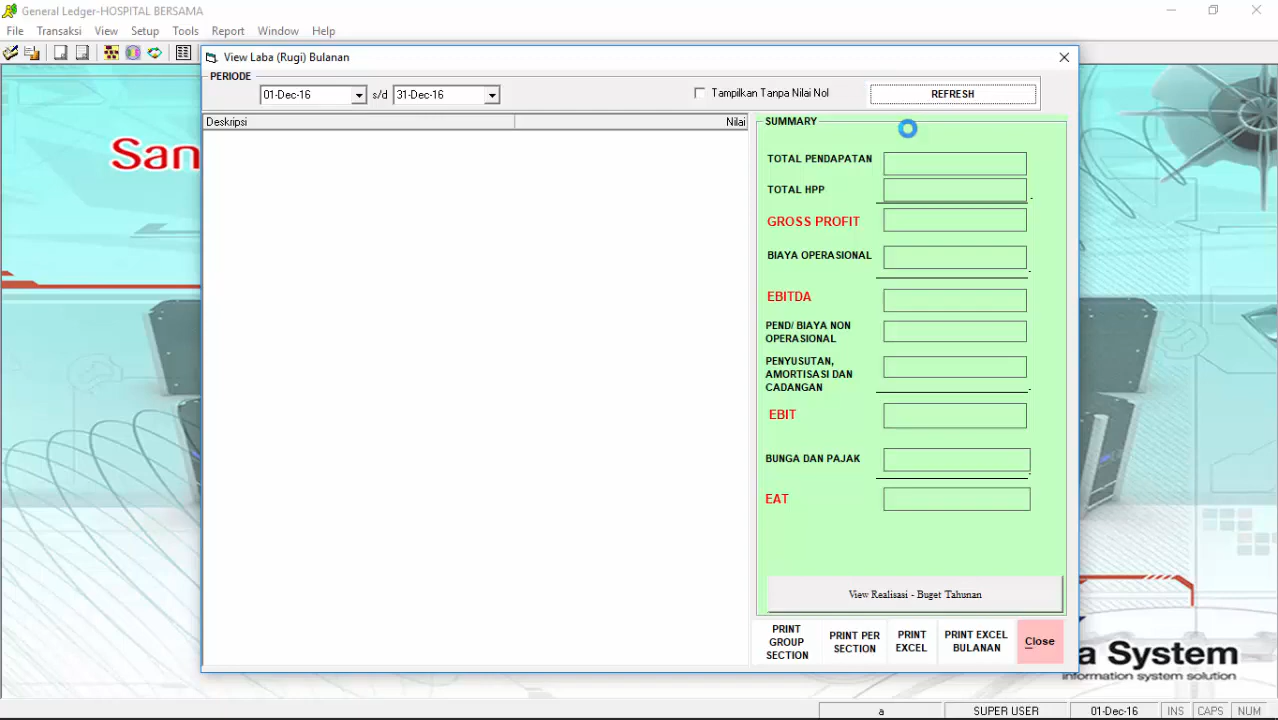 General Ledger-HOSPITAL BERSAMA
File Transaksi View Setup Tools Report Window Help
View Laba (Rugi) Bulanan
PERIODE
01-Dec-16 s/d 31-Dec-16 Tampilkan Tanpa Nilai Nol REFRESH
Deskripsi Nilai
SUMMARY
San
TOTAL PENDAPATAN
TOTAL HPP
GROSS PROFIT
BIAYA OPERASIONAL
EBITDA
PEND/ BIAYA NON
OPERASIONAL
PENYUSUTAN,
AMORTISASI DAN
CADANGAN
EBIT
BUNGA DAN PAJAK
EAT
View Realisasi - Buget Tahunan
PRINT
GROUP
SECTION
PRINT PER
SECTION
PRINT
EXCEL
PRINT EXCEL
BULANAN
Close
a System
information system solution
a SUPER USER 01-Dec-16 INS CAPS NUM